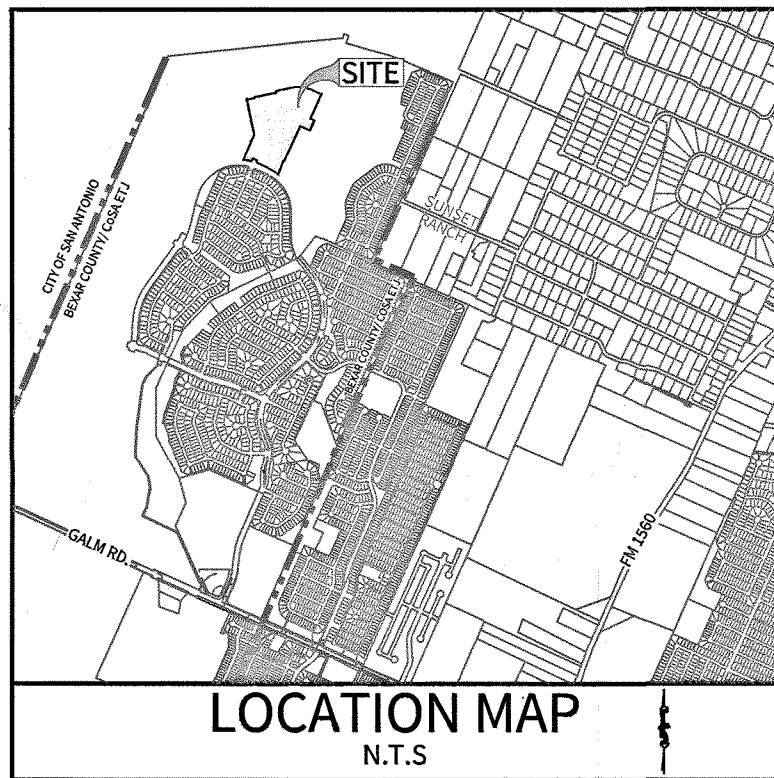 SITE
SUNSET
RANCH
CITY OF SAN ANTONIO
BEXAR COUNTY/ CoSA ETJ
BEXAR COUNTY/ COSA ETJ
GALM RD.
FM 1560
LOCATION MAP
N.T.S